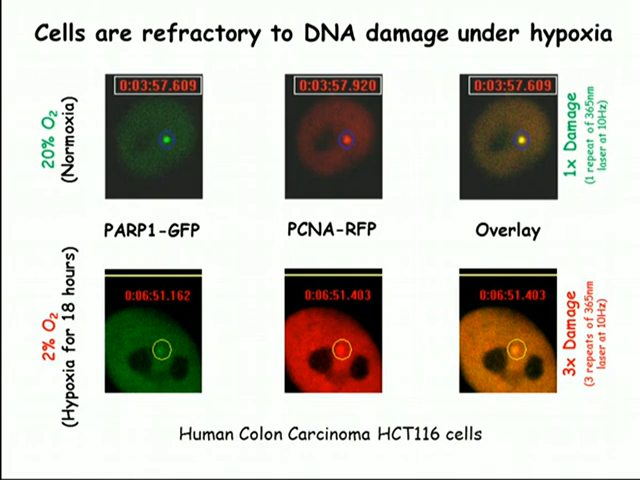 Cells are refractory to DNA damage under hypoxia
0:03:57.609
0:03:57.920
0:03:57.609
20% O₂
(Normoxia)
1x Damage
(1 repeat of 365nm
laser at 10Hz)
PARP1-GFP
PCNA-RFP
Overlay
0:06:51.162
0:06:51.403
0:06:51.403
2% O₂
(Hypoxia for 18 hours)
3x Damage
(3 repeats of 365nm
laser at 10Hz)
Human Colon Carcinoma HCT116 cells